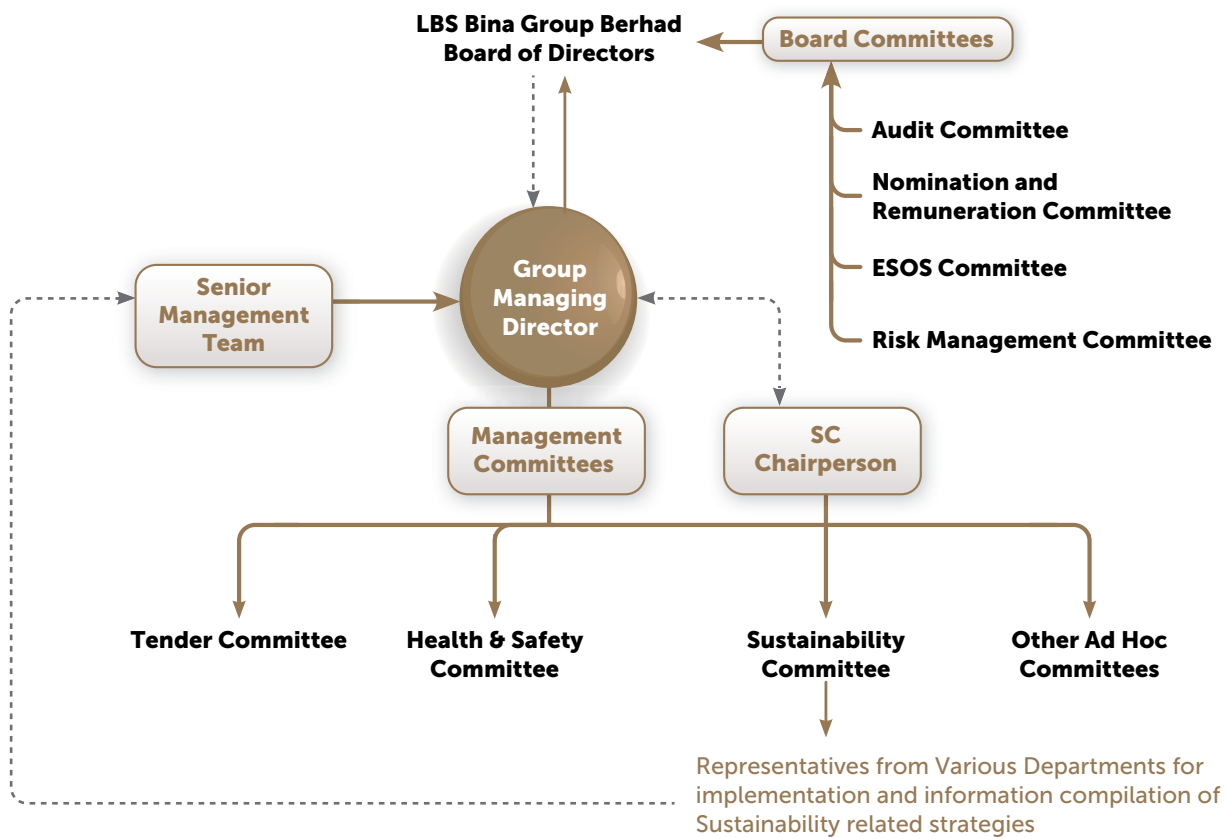 LBS Bina Group Berhad
Board of Directors
Board Committees
Audit Committee
Nomination and
Remuneration Committee
ESOS Committee
Risk Management Committee
Group
Managing
Director
Senior
Management
Team
Management
Committees
SC
Chairperson
Tender Committee
Health & Safety
Committee
Sustainability
Committee
Other Ad Hoc
Committees
Representatives from Various Departments for
implementation and information compilation of
Sustainability related strategies